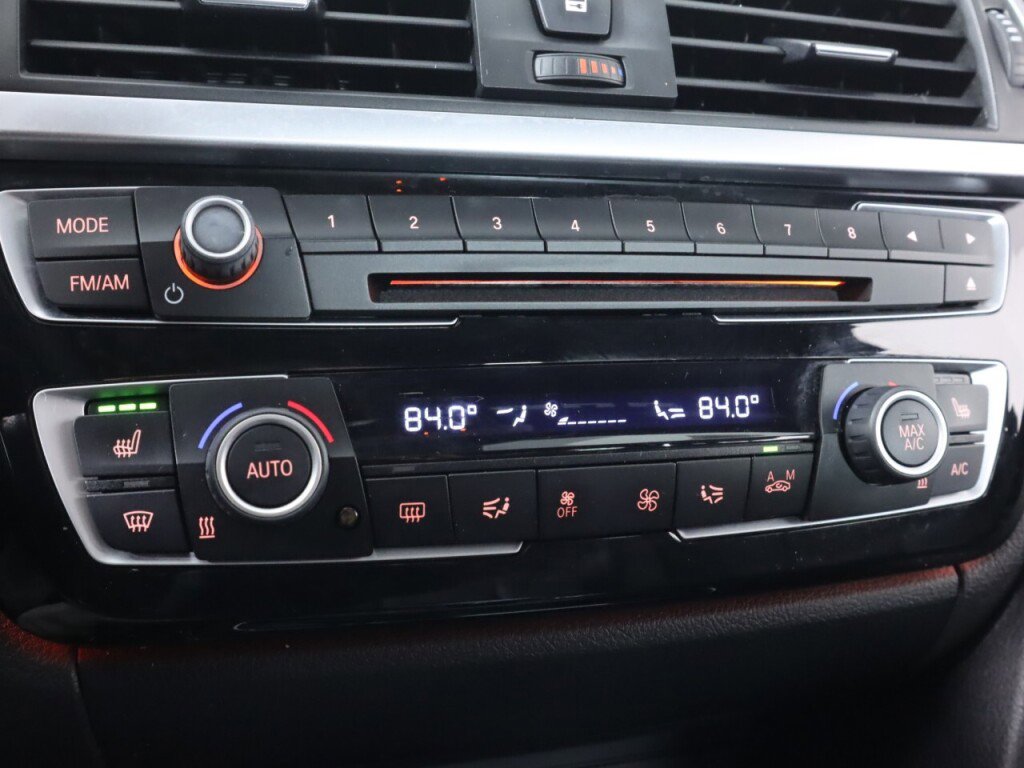 MODE
1 2 3 4 5 6 7 8
FM/AM
84.0° 84.0°
AUTO
MAX
A/C
A M
OFF
A/C